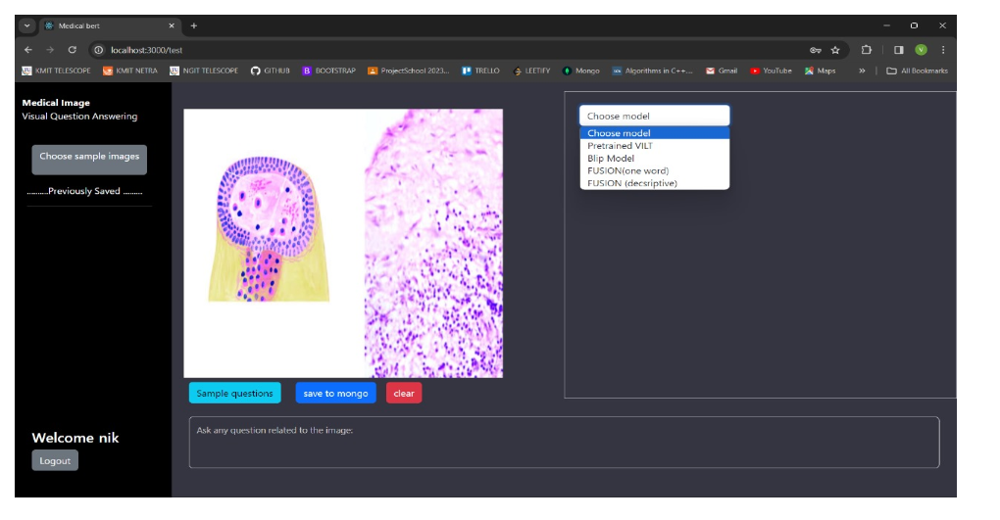 Medical bert
localhost:3000/test
KMIT TELESCOPE KMIT NETRA NGIT TELESCOPE GITHUB BOOTSTRAP ProjectSchool 2023... TRELLO LEETIFY Mongo Algorithms in C++... Gmail YouTube Maps All Bookmarks
Medical Image
Visual Question Answering
Choose sample images
..........Previously Saved .........
Choose model
Choose model
Pretrained VILT
Blip Model
FUSION(one word)
FUSION (decsriptive)
Sample questions save to mongo clear
Ask any question related to the image:
Welcome nik
Logout